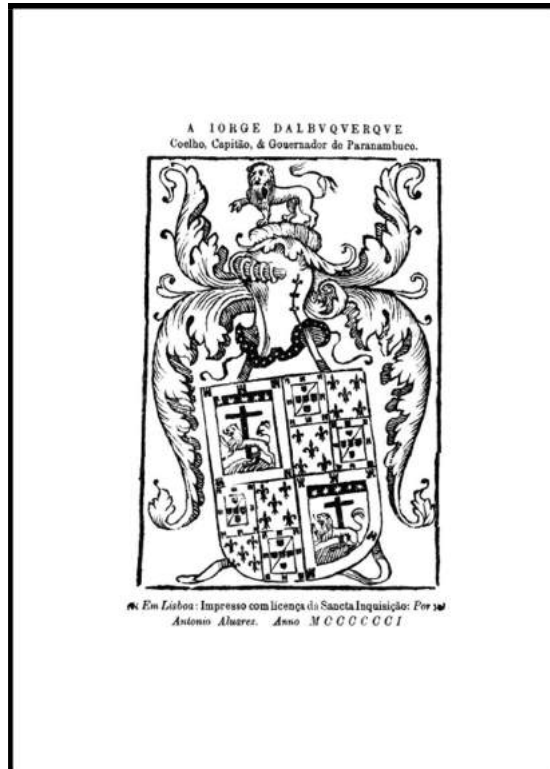 A IORGE DALBVQVERQVE
Coelho, Capitão, & Gouernador de Paranambuco.
Em Lisboa: Impresso com licença da Sancta Inquisição: Por
Antonio Aluares. Anno MCCCCCCI